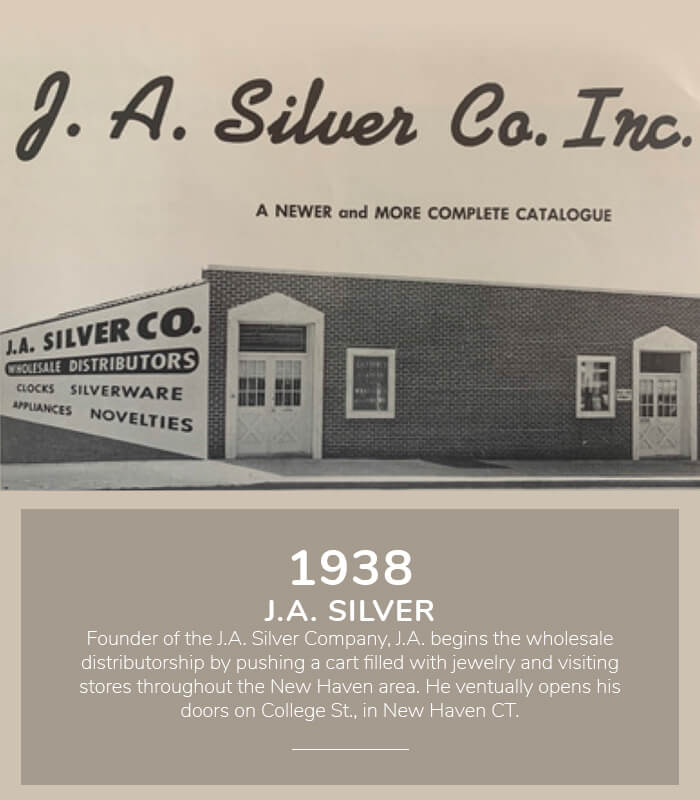 J. A. Silver Co. Inc.
A NEWER and MORE COMPLETE CATALOGUE
J.A. SILVER CO.
WHOLESALE DISTRIBUTORS
CLOCKS SILVERWARE
APPLIANCES NOVELTIES
1938
J.A. SILVER
Founder of the J.A. Silver Company, J.A. begins the wholesale
distributorship by pushing a cart filled with jewelry and visiting
stores throughout the New Haven area. He ventually opens his
doors on College St., in New Haven CT.